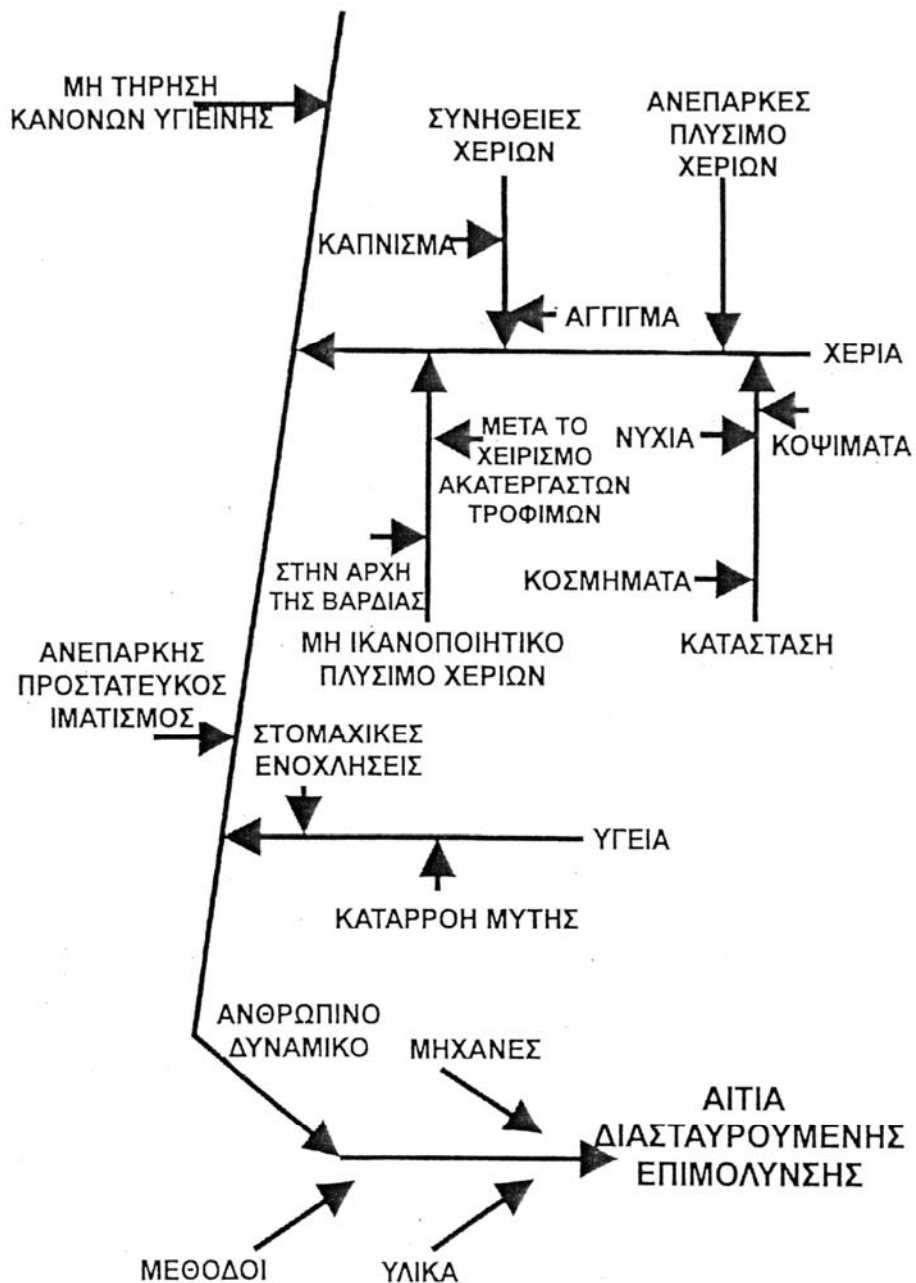 ΜΗ ΤΗΡΗΣΗ
ΚΑΝΟΝΩΝ ΥΓΙΕΙΝΗΣ
ΣΥΝΗΘΕΙΕΣ
ΧΕΡΙΩΝ
ΑΝΕΠΑΡΚΕΣ
ΠΛΥΣΙΜΟ
ΧΕΡΙΩΝ
ΚΑΠΝΙΣΜΑ
ΑΓΓΙΓΜΑ
ΧΕΡΙΑ
ΜΕΤΑ ΤΟ
ΧΕΙΡΙΣΜΟ
ΑΚΑΤΕΡΓΑΣΤΩΝ
ΤΡΟΦΙΜΩΝ
ΝΥΧΙΑ
ΚΟΨΙΜΑΤΑ
ΣΤΗΝ ΑΡΧΗ
ΤΗΣ ΒΑΡΔΙΑΣ
ΚΟΣΜΗΜΑΤΑ
ΜΗ ΙΚΑΝΟΠΟΙΗΤΙΚΟ
ΠΛΥΣΙΜΟ ΧΕΡΙΩΝ
ΚΑΤΑΣΤΑΣΗ
ΑΝΕΠΑΡΚΗΣ
ΠΡΟΣΤΑΤΕΥΚΟΣ
ΙΜΑΤΙΣΜΟΣ
ΣΤΟΜΑΧΙΚΕΣ
ΕΝΟΧΛΗΣΕΙΣ
ΥΓΕΙΑ
ΚΑΤΑΡΡΟΗ ΜΥΤΗΣ
ΑΝΘΡΩΠΙΝΟ
ΔΥΝΑΜΙΚΟ
ΜΗΧΑΝΕΣ
ΑΙΤΙΑ
ΔΙΑΣΤΑΥΡΟΥΜΕΝΗΣ
ΕΠΙΜΟΛΥΝΣΗΣ
ΜΕΘΟΔΟΙ
ΥΛΙΚΑ